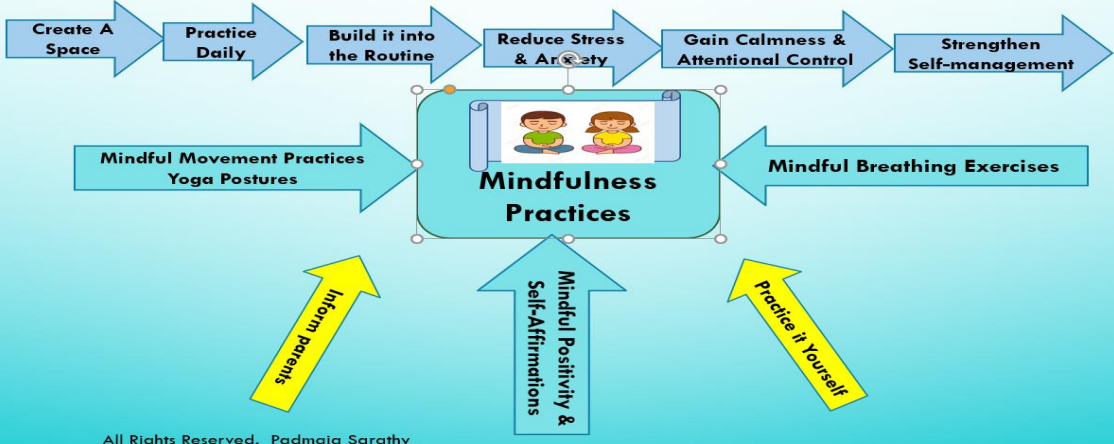 Create A
Space
Practice
Daily
Build it into
the Routine
Reduce Stress
& Anxiety
Gain Calmness &
Attentional Control
Strengthen
Self-management
Mindful Movement Practices
Yoga Postures
Mindfulness
Practices
Mindful Breathing Exercises
Inform parents
Mindful Positivity &
Self-Affirmations
Practice it Yourself
All Rights Reserved. Padmaja Sarathy